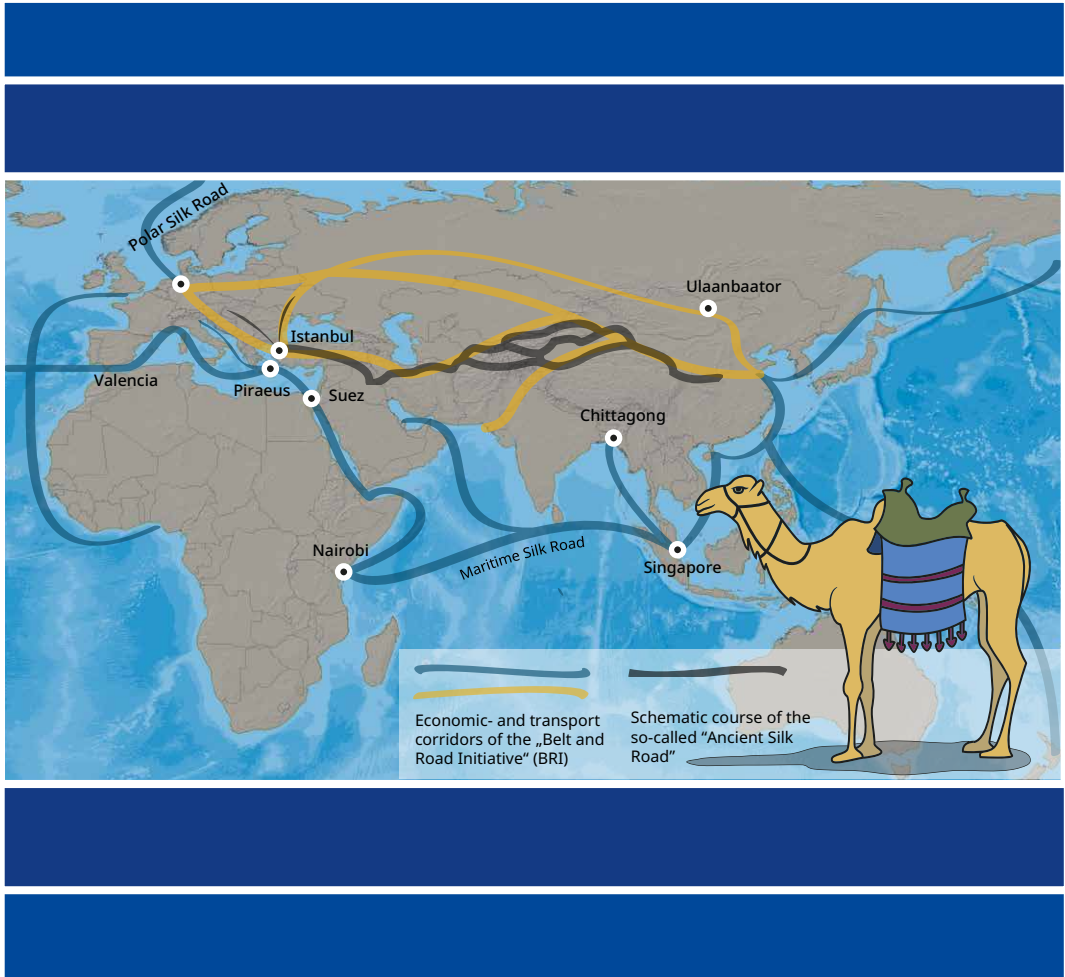 Polar Silk Road
Ulaanbaator
Istanbul
Valencia
Piraeus
Suez
Chittagong
Nairobi
Maritime Silk Road
Singapore
Economic- and transport
corridors of the „Belt and
Road Initiative“ (BRI)
Schematic course of the
so-called “Ancient Silk
Road”